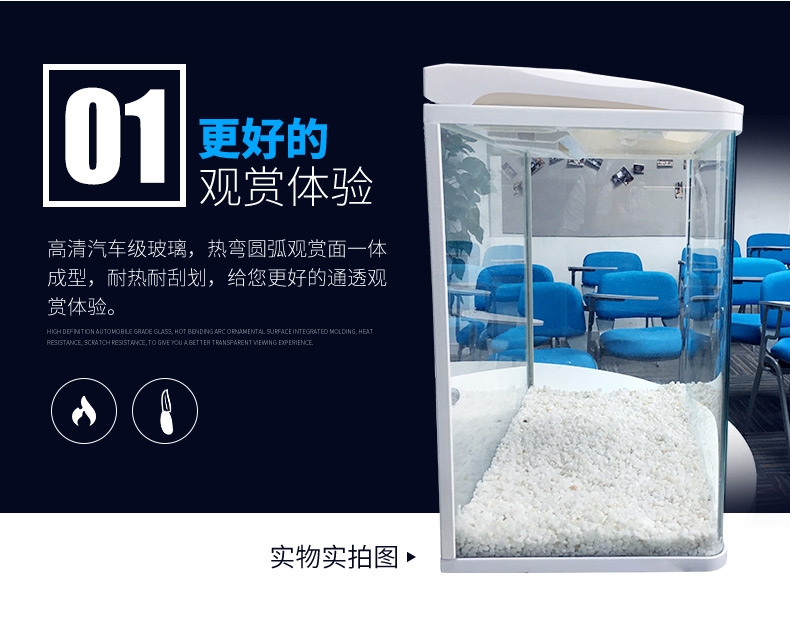 01
更好的
观赏体验
高清汽车级玻璃，热弯圆弧观赏面一体
成型，耐热耐刮划，给您更好的通透观
赏体验。
HIGH DEFINITION AUTOMOBILE GRADE GLASS, HOT BENDING ARC ORNAMENTAL SURFACE INTEGRATED MOLDING, HEAT
RESISTANCE, SCRATCH RESISTANCE, TO GIVE YOU A BETTER TRANSPARENT VIEWING EXPERIENCE.
实物实拍图